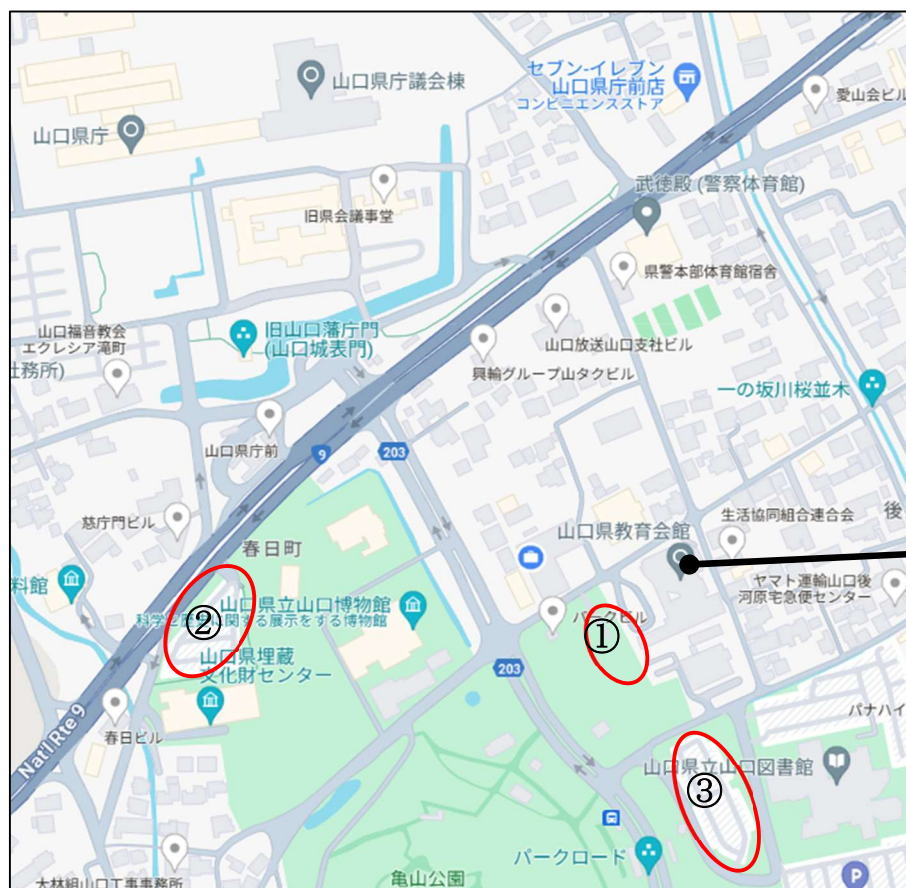 山口県庁議会棟
セブン-イレブン
山口県庁前店
コンビニエンスストア
愛山会ビル
山口県庁
武徳殿 (警察体育館)
旧県会議事堂
県警本部体育館宿舎
山口福音教会
エクレシア滝町
社務所)
旧山口藩庁門
(山口城表門)
山口放送山口支社ビル
興輪グループ山タクビル
一の坂川桜並木
山口県庁前
9
203
慈庁門ビル
春日町
山口県教育会館
生活協同組合連合会
後
料館
ヤマト運輸山口後
河原宅急便センター
②
山口県立山口博物館
科学と歴史に関する展示をする博物館
①
パークビル
山口県埋蔵
文化財センター
203
Nat'l Rte 9
春日ビル
パナハイ
山口県立山口図書館
③
パークロード
大林組山口工事事務所
亀山公園
P